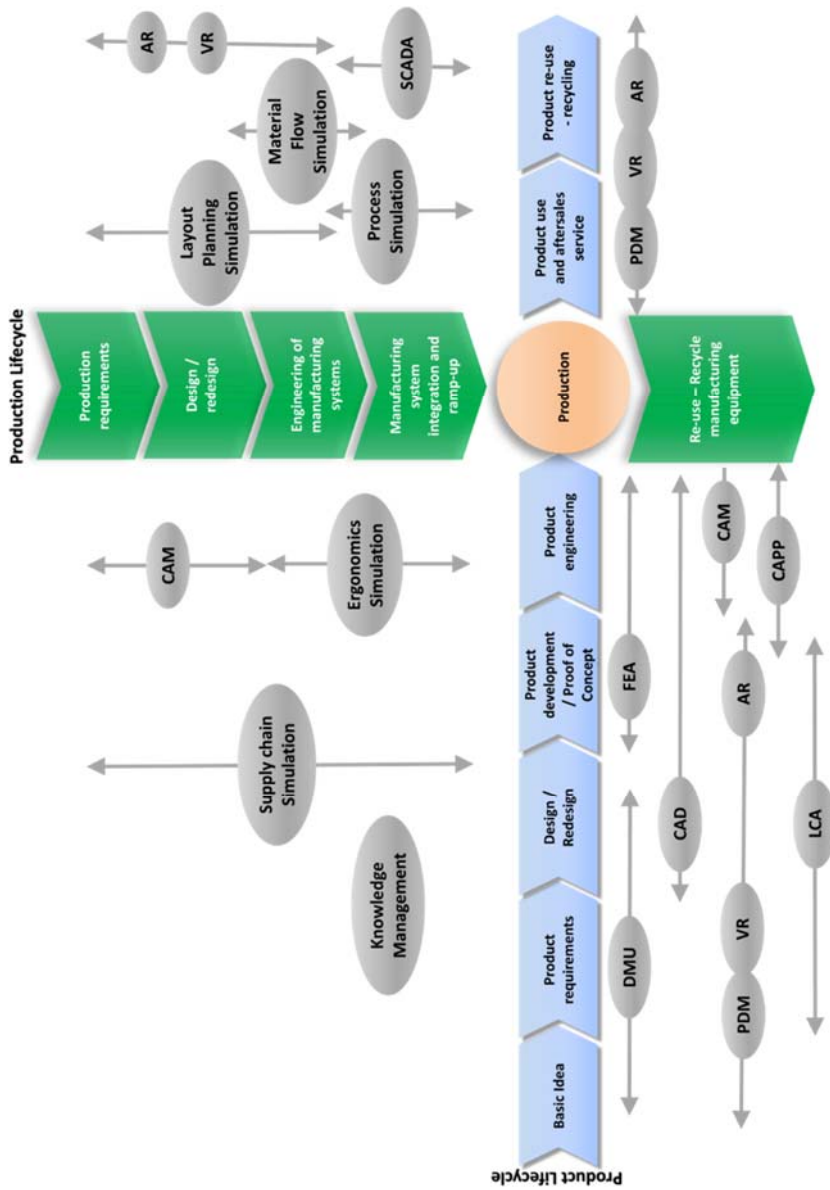 Production Lifecycle
Production
requirements
Design /
redesign
Engineering of
manufacturing
systems
Manufacturing
system
integration and
ramp-up
Supply chain
Simulation
Knowledge
Management
CAM
Ergonomics
Simulation
Layout
Planning
Simulation
Process Simulation
Material
Flow
Simulation
AR
VR
SCADA
Product Lifecycle
Basic Idea
Product
requirements
Design /
Redesign
Product
development
/ Proof of
Concept
Product
engineering
Production
Product use
and aftersales
service
Product re-use
- recycling
DMU
FEA
CAD
PDM
VR
AR
CAM
CAPP
LCA
Re-use – Recycle
manufacturing
equipment
PDM
VR
AR